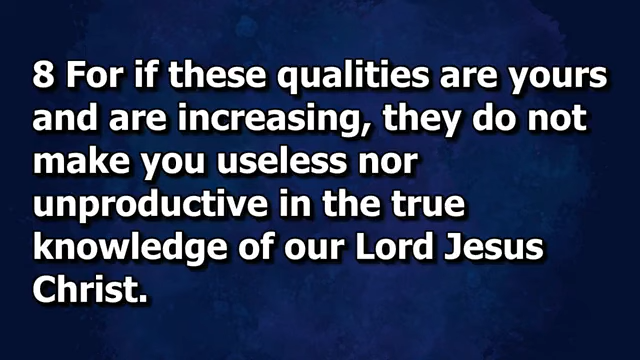 8 For if these qualities are yours
and are increasing, they do not
make you useless nor
unproductive in the true
knowledge of our Lord Jesus
Christ.